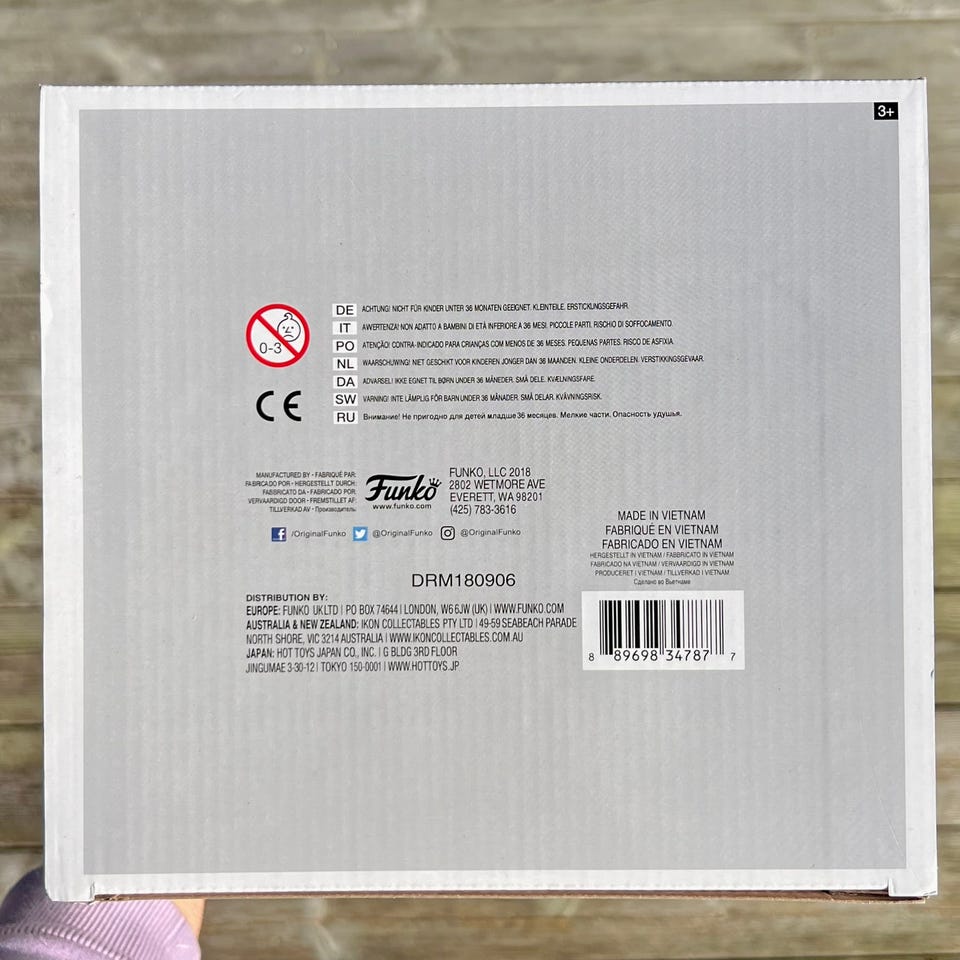 3+
0-3
DE ACHTUNG! NICHT FÜR KINDER UNTER 36 MONATEN GEEIGNET. KLEINTEILE. ERSTICKUNGSGEFAHR.
IT AWERTENZA! NON ADATTO A BAMBINI DI ETÀ INFERIORE A 36 MESI. PICCOLE PARTI. RISCHIO DI SOFFOCAMENTO.
PO ATENÇÃO! CONTRA-INDICADO PARA CRIANÇAS COM MENOS DE 36 MESES. PEQUENAS PARTES. RISCO DE ASFIXIA.
NL WAARSCHUWING! NIET GESCHIKT VOOR KINDEREN JONGER DAN 36 MAANDEN. KLEINE ONDERDELEN. VERSTIKKINGSGEVAAR.
DA ADVARSEL! IKKE EGNET TIL BØRN UNDER 36 MÅNEDER. SMÅ DELE. KVÆLNINGSFARE.
SW VARNING! INTE LÄMPLIG FÖR BARN UNDER 36 MÅNADER. SMÅ DELAR. KVÄVNINGSRISK.
RU Внимание! Не пригодно для детей младше 36 месяцев. Мелкие части. Опасность удушья.
CE
MANUFACTURED BY • FABRIQUÉ PAR:
FABRICADO POR • HERGESTELLT DURCH:
FABBRICATO DA • FABRICADO POR:
VERVAARDIGD DOOR • FREMSTILLET AF:
TILLVERKAD AV • Производитель:
Funko
www.funko.com
FUNKO, LLC 2018
2802 WETMORE AVE
EVERETT, WA 98201
(425) 783-3616
/OriginalFunko @OriginalFunko @OriginalFunko
DRM180906
DISTRIBUTION BY:
EUROPE: FUNKO UK LTD | PO BOX 74644 | LONDON, W6 6JW (UK) | WWW.FUNKO.COM
AUSTRALIA & NEW ZEALAND: IKON COLLECTABLES PTY LTD | 49-59 SEABEACH PARADE
NORTH SHORE, VIC 3214 AUSTRALIA | WWW.IKONCOLLECTABLES.COM.AU
JAPAN: HOT TOYS JAPAN CO., INC. | G BLDG 3RD FLOOR
JINGUMAE 3-30-12 | TOKYO 150-0001 | WWW.HOTTOYS.JP
MADE IN VIETNAM
FABRIQUÉ EN VIETNAM
FABRICADO EN VIETNAM
HERGESTELLT IN VIETNAM / FABBRICATO IN VIETNAM
FABRICADO NA VIETNAM / VERVAARDIGD IN VIETNAM
PRODUCERET I VIETNAM / TILLVERKAD I VIETNAM
Сделано во Вьетнаме
8 89698 34787 7